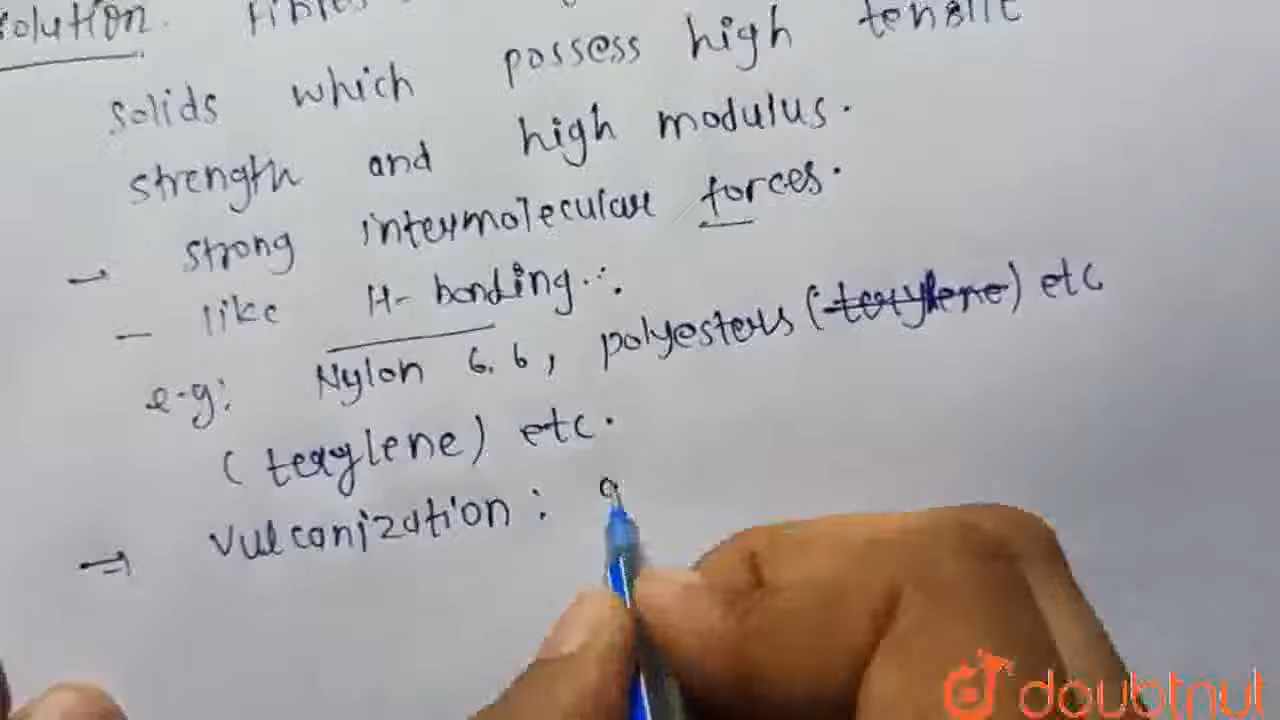 solution.
solids which possess high tensile
strength and high modulus.
→ strong intermolecular forces.
- like H- bonding ∴
e.g: Nylon 6.6, polyesters (terylene) etc
(terylene) etc.
⇒ vulcanization:
doubtnut